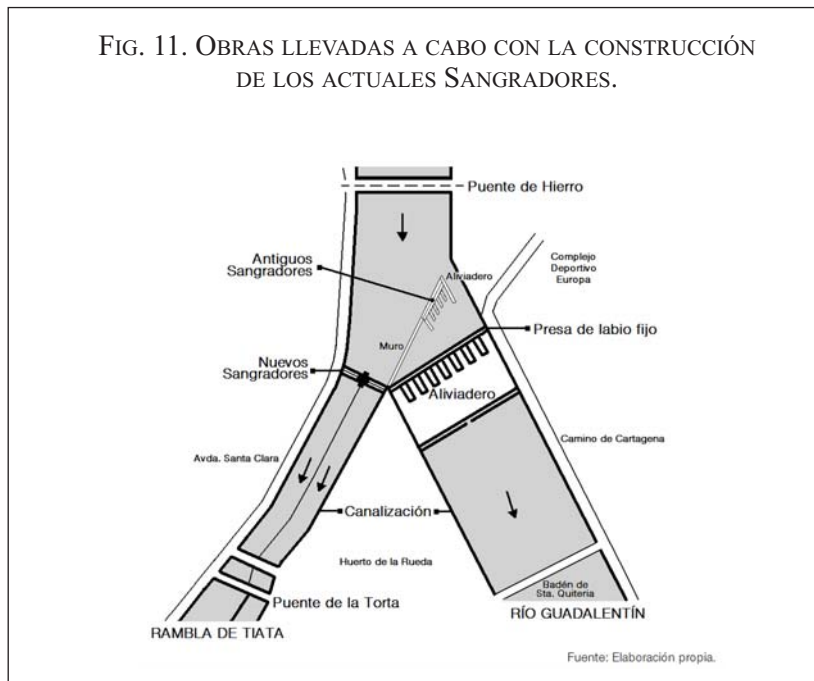 FIG. 11. OBRAS LLEVADAS A CABO CON LA CONSTRUCCIÓN
DE LOS ACTUALES SANGRADORES.
Puente de Hierro
Antiguos
Sangradores
Aliviadero
Complejo
Deportivo
Europa
Presa de labio fijo
Muro
Nuevos
Sangradores
Aliviadero
Avda. Santa Clara
Camino de Cartagena
Canalización
Huerto de la Rueda
Badén de
Sta. Quiteria
Puente de la Torta
RÍO GUADALENTÍN
RAMBLA DE TIATA
Fuente: Elaboración propia.